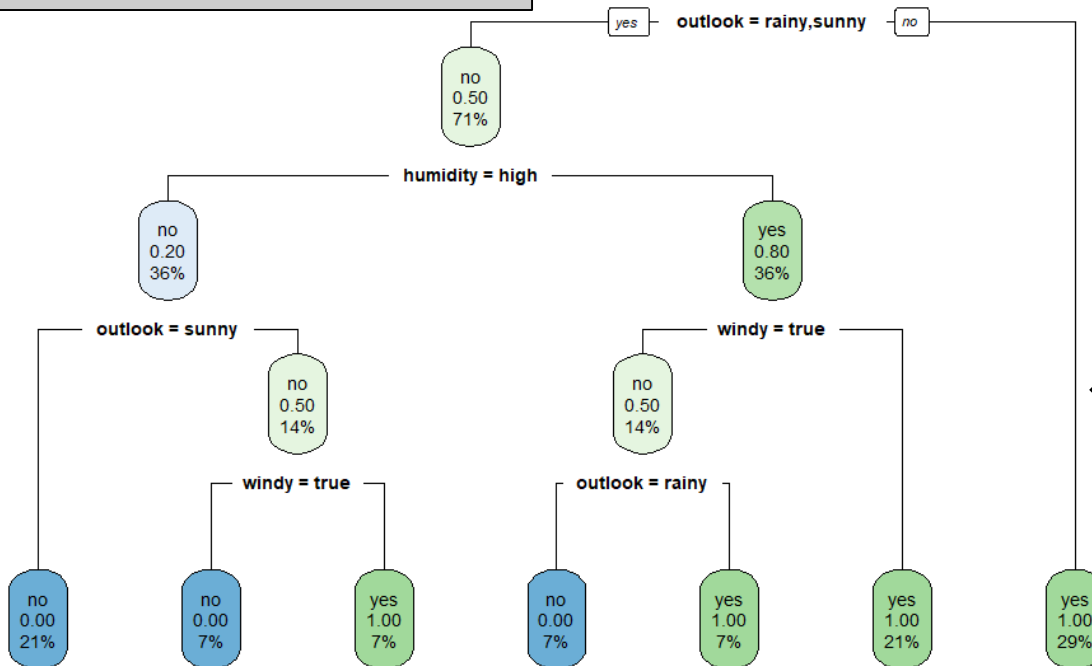 yes
outlook = rainy,sunny
no
no
0.50
71%
humidity = high
no
0.20
36%
yes
0.80
36%
outlook = sunny
windy = true
no
0.50
14%
no
0.50
14%
windy = true
outlook = rainy
no
0.00
21%
no
0.00
7%
yes
1.00
7%
no
0.00
7%
yes
1.00
7%
yes
1.00
21%
yes
1.00
29%